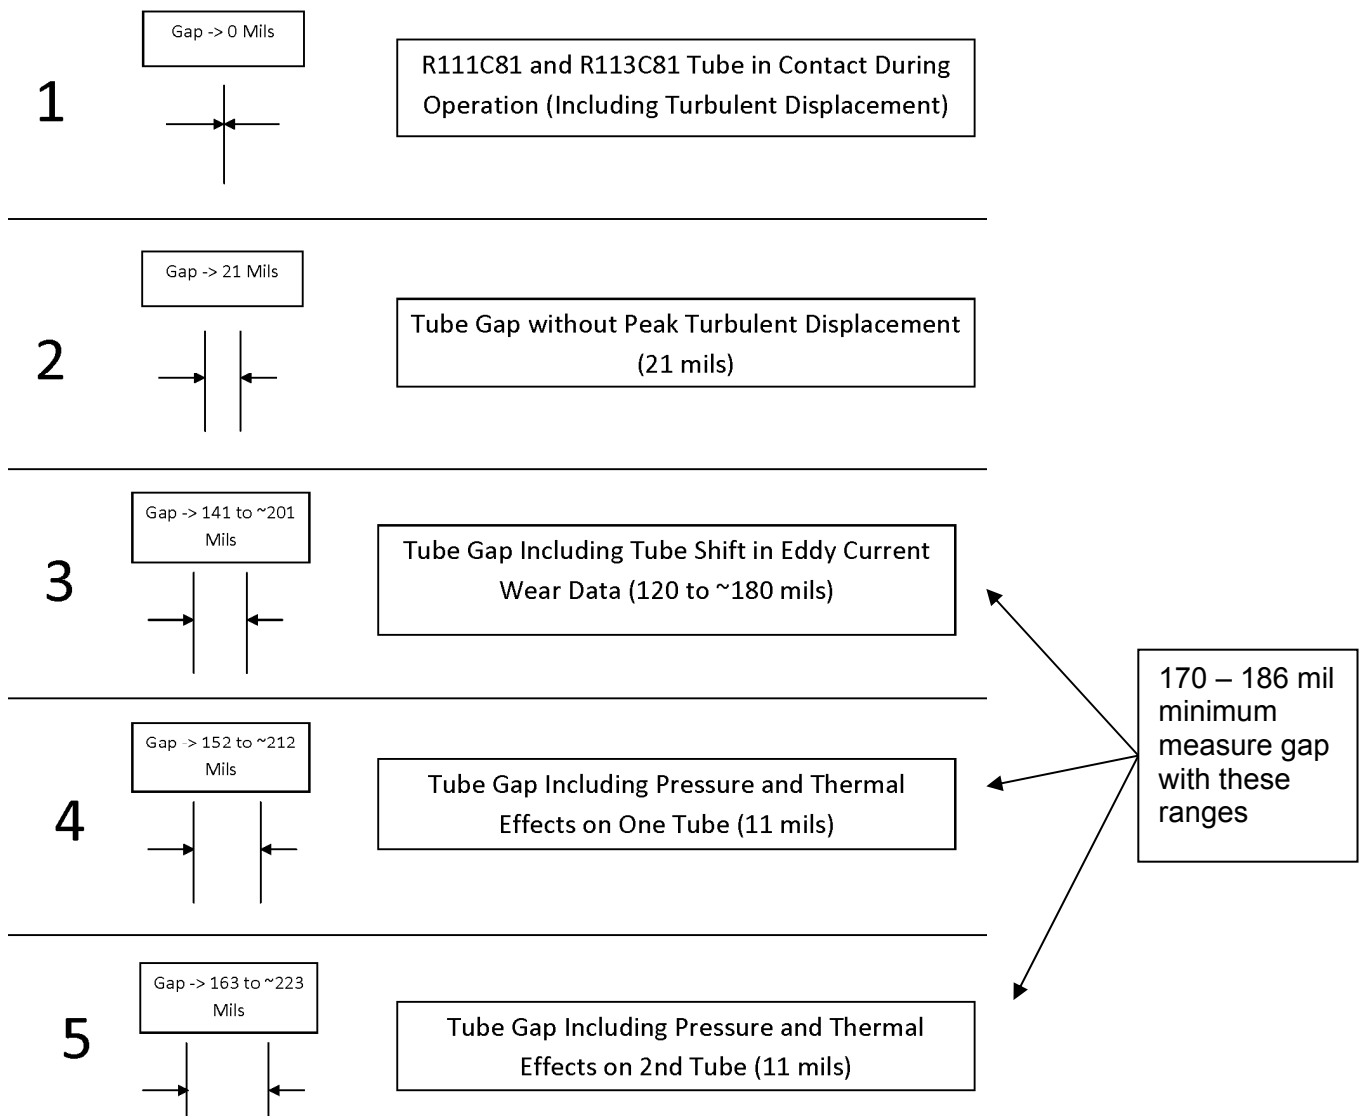 Gap -> 0 Mils
1
R111C81 and R113C81 Tube in Contact During
Operation (Including Turbulent Displacement)
Gap -> 21 Mils
2
Tube Gap without Peak Turbulent Displacement
(21 mils)
Gap -> 141 to ~201
Mils
3
Tube Gap Including Tube Shift in Eddy Current
Wear Data (120 to ~180 mils)
170 – 186 mil
minimum
measure gap
with these
ranges
Gap -> 152 to ~212
Mils
4
Tube Gap Including Pressure and Thermal
Effects on One Tube (11 mils)
Gap -> 163 to ~223
Mils
5
Tube Gap Including Pressure and Thermal
Effects on 2nd Tube (11 mils)